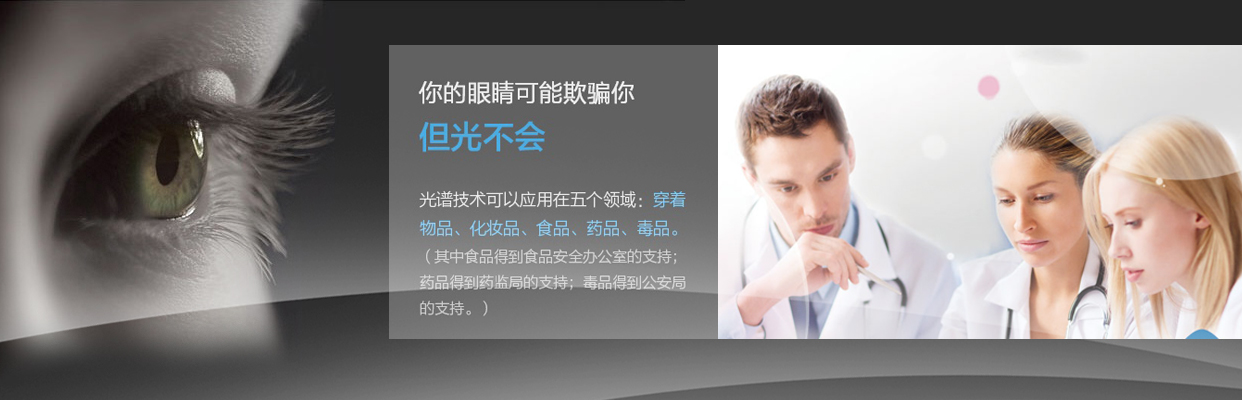 你的眼睛可能欺骗你
但光不会
光谱技术可以应用在五个领域：穿着
物品、化妆品、食品、药品、毒品。
（其中食品得到食品安全办公室的支持；
药品得到药监局的支持；毒品得到公安局
的支持。）